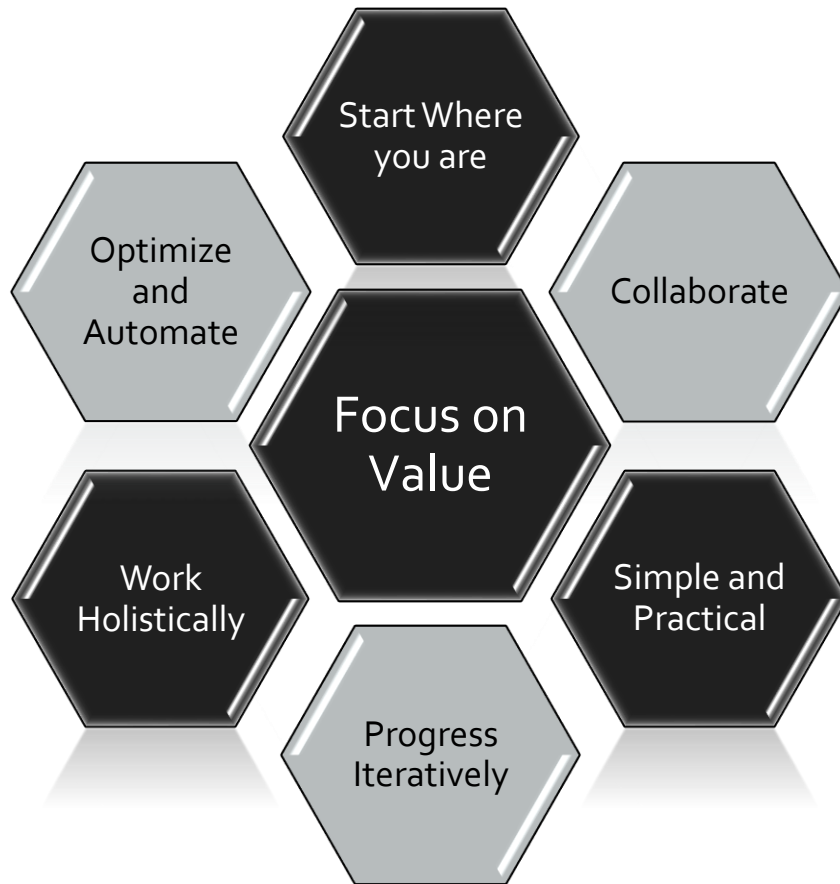 Start Where
you are
Collaborate
Simple and
Practical
Progress
Iteratively
Work
Holistically
Optimize
and
Automate
Focus on
Value